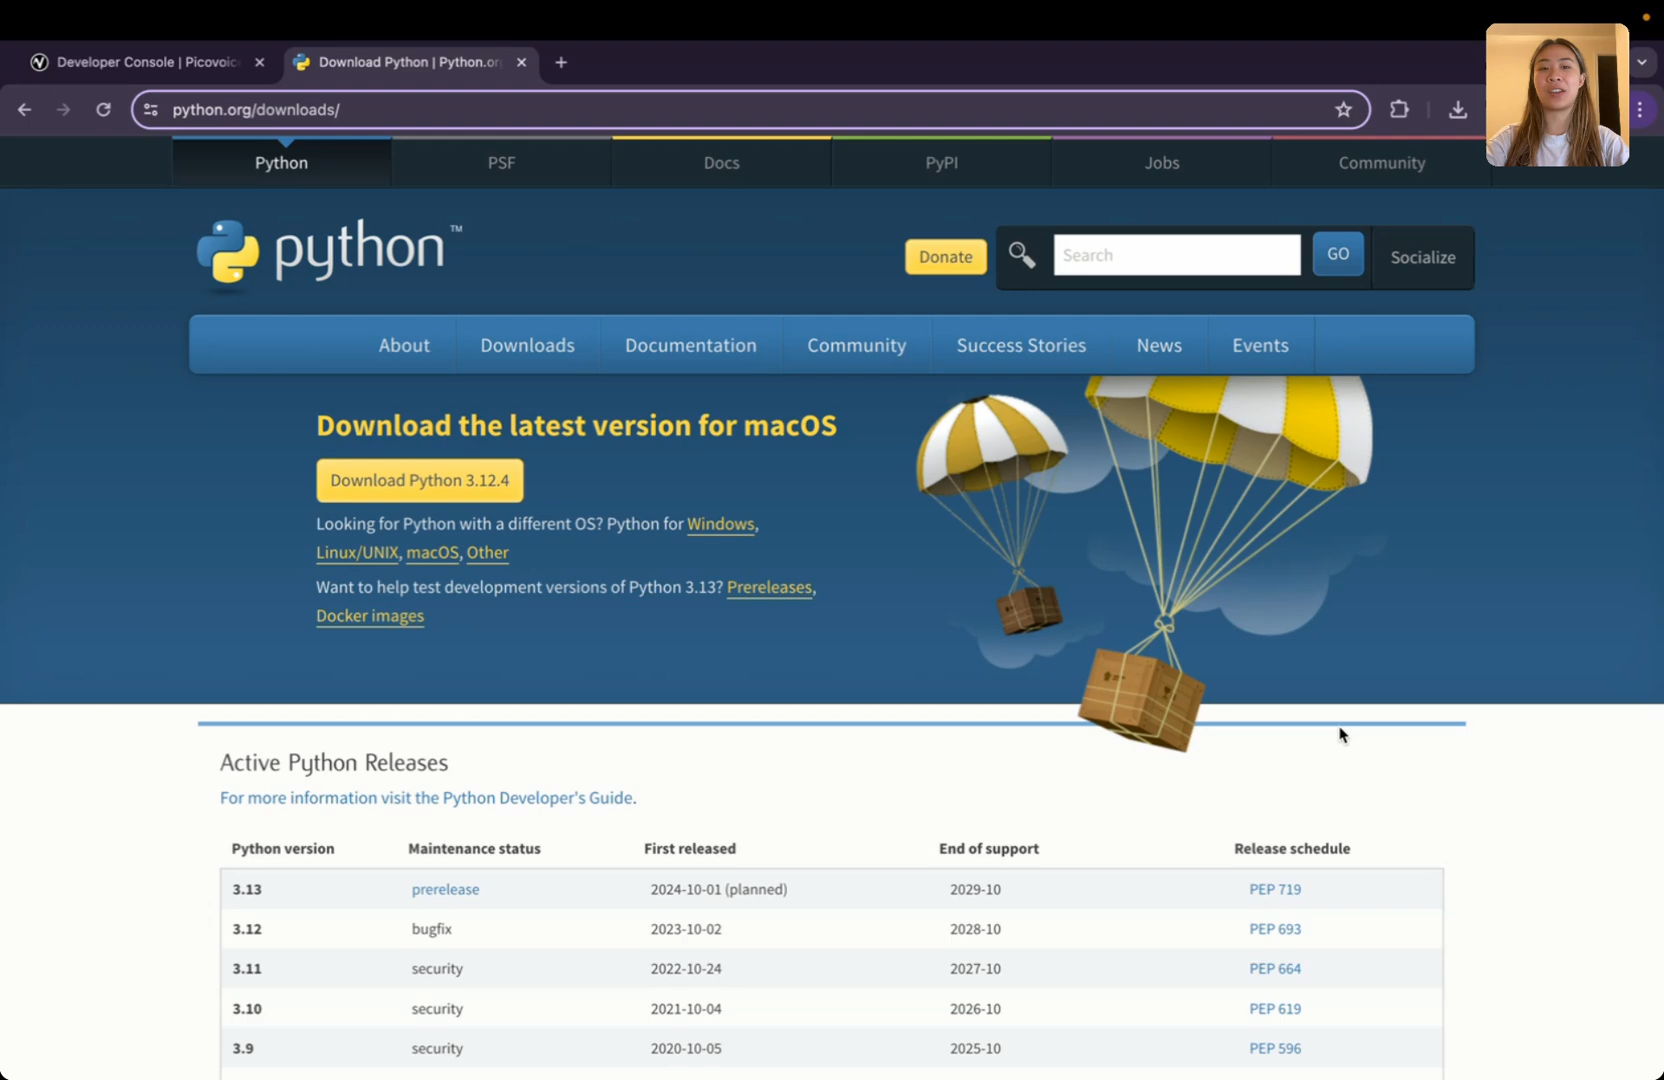 Developer Console | Picovoice
Download Python | Python.or
python.org/downloads/
Python
PSF
Docs
PyPI
Jobs
Community
python™
Donate
Search
GO
Socialize
About
Downloads
Documentation
Community
Success Stories
News
Events
Download the latest version for macOS
Download Python 3.12.4
Looking for Python with a different OS? Python for Windows,
Linux/UNIX, macOS, Other
Want to help test development versions of Python 3.13? Prereleases,
Docker images
Active Python Releases
For more information visit the Python Developer's Guide.
Python version Maintenance status First released End of support Release schedule
3.13 prerelease 2024-10-01 (planned) 2029-10 PEP 719
3.12 bugfix 2023-10-02 2028-10 PEP 693
3.11 security 2022-10-24 2027-10 PEP 664
3.10 security 2021-10-04 2026-10 PEP 619
3.9 security 2020-10-05 2025-10 PEP 596